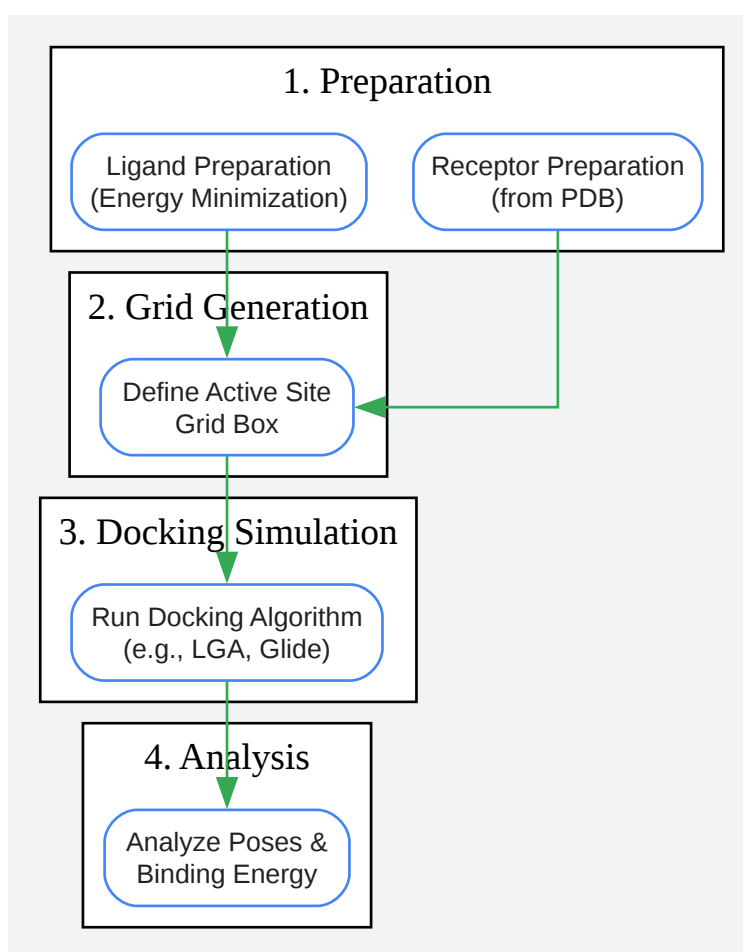 1. Preparation
Ligand Preparation
(Energy Minimization)
Receptor Preparation
(from PDB)
2. Grid Generation
Define Active Site
Grid Box
3. Docking Simulation
Run Docking Algorithm
(e.g., LGA, Glide)
4. Analysis
Analyze Poses &
Binding Energy